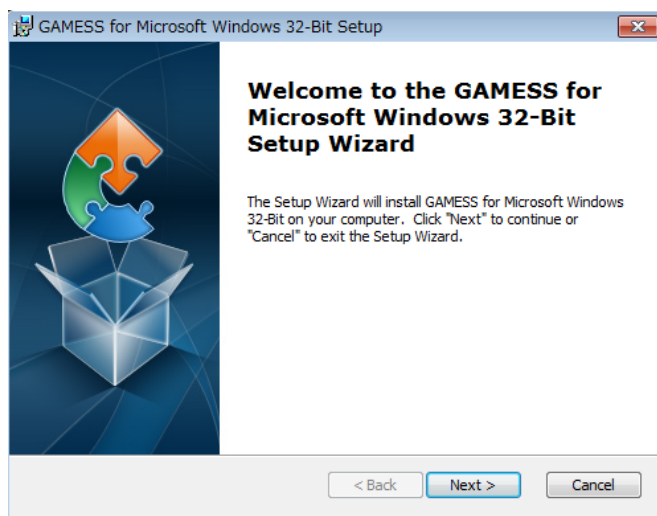 GAMESS for Microsoft Windows 32-Bit Setup
Welcome to the GAMESS for
Microsoft Windows 32-Bit
Setup Wizard
The Setup Wizard will install GAMESS for Microsoft Windows
32-Bit on your computer.  Click "Next" to continue or
"Cancel" to exit the Setup Wizard.
< Back
Next >
Cancel